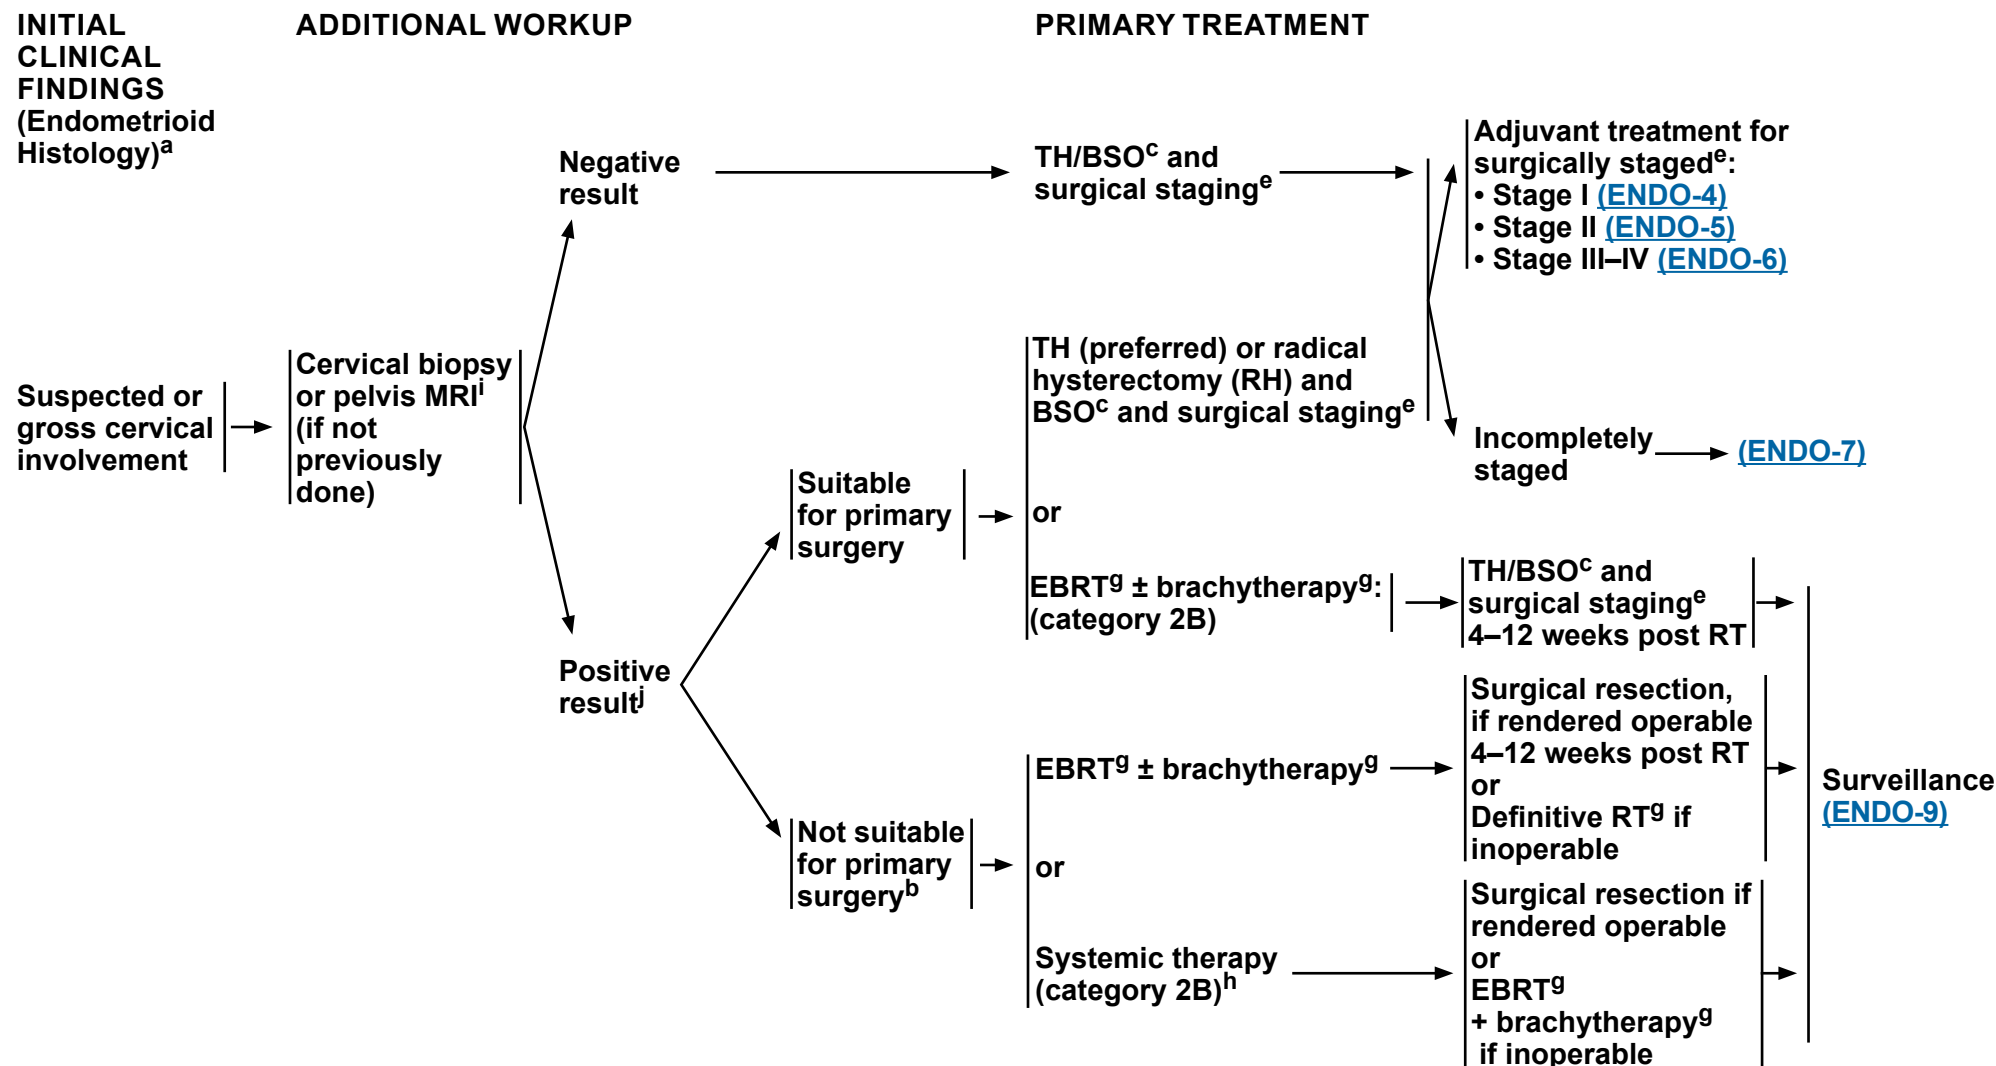 INITIAL
CLINICAL
FINDINGS
(Endometrioid
Histology)a
ADDITIONAL WORKUP
PRIMARY TREATMENT
Suspected or
gross cervical
involvement
Cervical biopsy
or pelvis MRIi
(if not
previously
done)
Negative
result
TH/BSOc and
surgical staginge
Adjuvant treatment for
surgically stagede:
• Stage I (ENDO-4)
• Stage II (ENDO-5)
• Stage III–IV (ENDO-6)
Incompletely
staged
(ENDO-7)
Positive
resultj
Suitable
for primary
surgery
TH (preferred) or radical
hysterectomy (RH) and
BSOc and surgical staginge
or
EBRTg ± brachytherapyg:
(category 2B)
TH/BSOc and
surgical staginge
4–12 weeks post RT
Not suitable
for primary
surgeryb
EBRTg ± brachytherapyg
or
Systemic therapy
(category 2B)h
Surgical resection,
if rendered operable
4–12 weeks post RT
or
Definitive RTg if
inoperable
Surgical resection if
rendered operable
or
EBRTg
+ brachytherapyg
if inoperable
Surveillance
(ENDO-9)